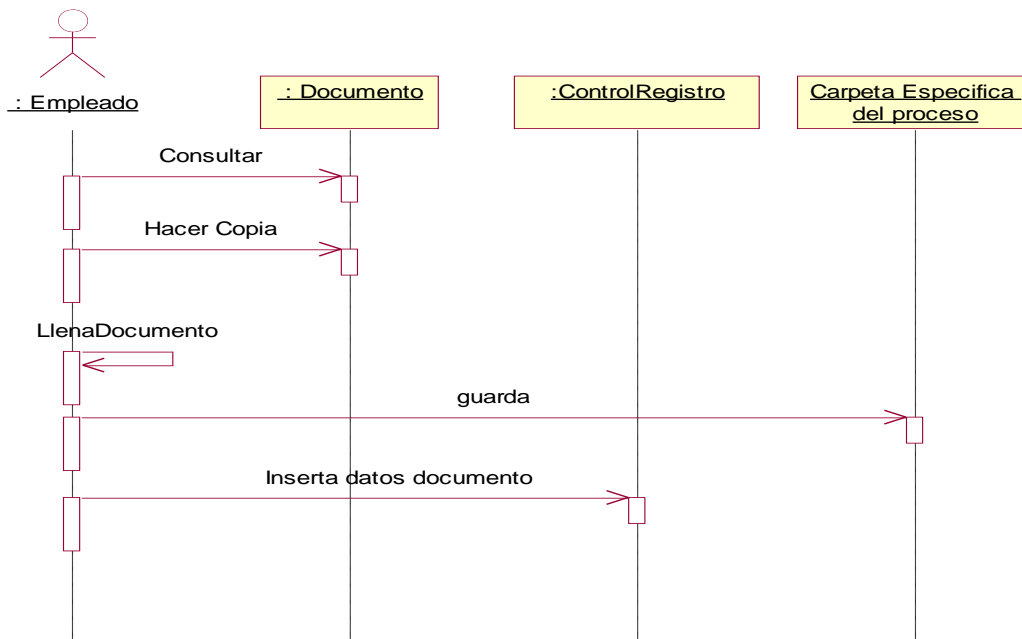 : Empleado
: Documento
:ControlRegistro
Carpeta Especifica
del proceso
Consultar
Hacer Copia
LlenaDocumento
guarda
Inserta datos documento